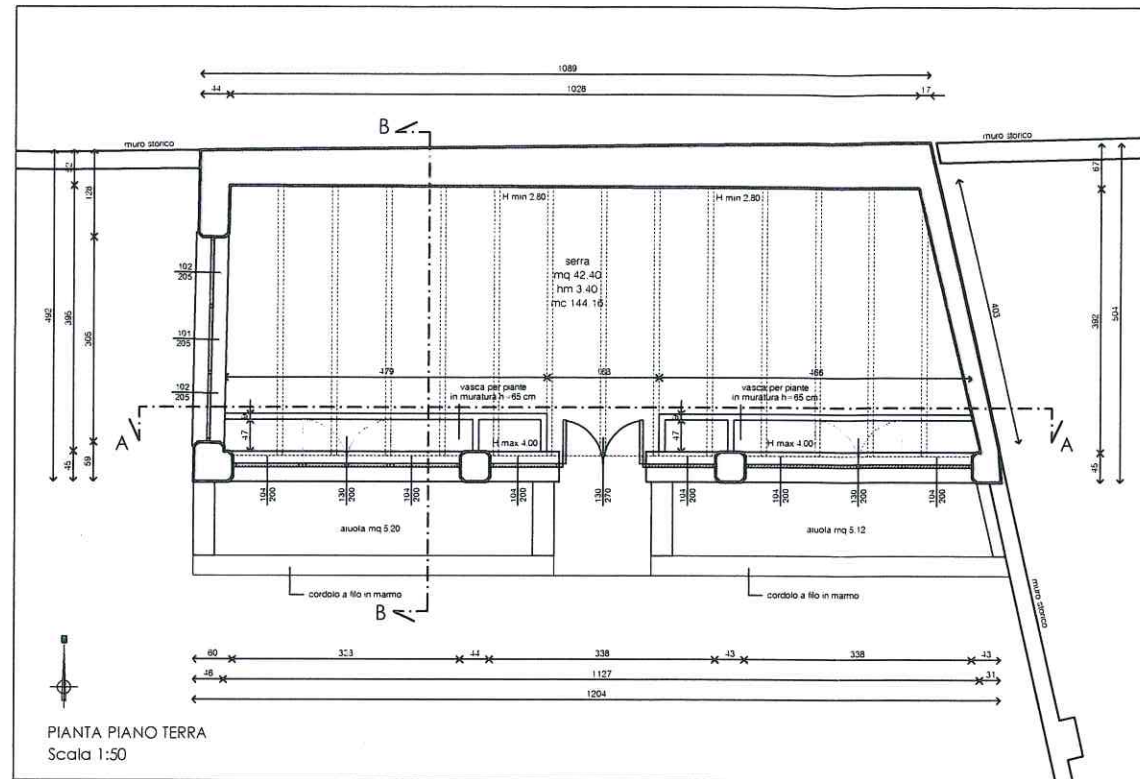 1089
44
1028
17
B
muro storico
muro storico
H min 2.80
H min 2.80
128
67
serra
mq 42.40
hm 3.40
mc 144.16
102
205
101
205
102
205
492
395
305
403
392
504
479
466
vasca per piante
in muratura h=65 cm
vasca per piante
in muratura h=65 cm
A
A
47
47
H max 4.00
H max 4.00
45
59
45
104
200
130
200
104
200
104
200
130
270
104
200
104
200
130
200
104
200
aiuola mq 5.20
aiuola mq 5.12
cordolo a filo in marmo
cordolo a filo in marmo
B
muro storico
60
44
338
43
338
43
46
1127
31
1204
PIANTA PIANO TERRA
Scala 1:50